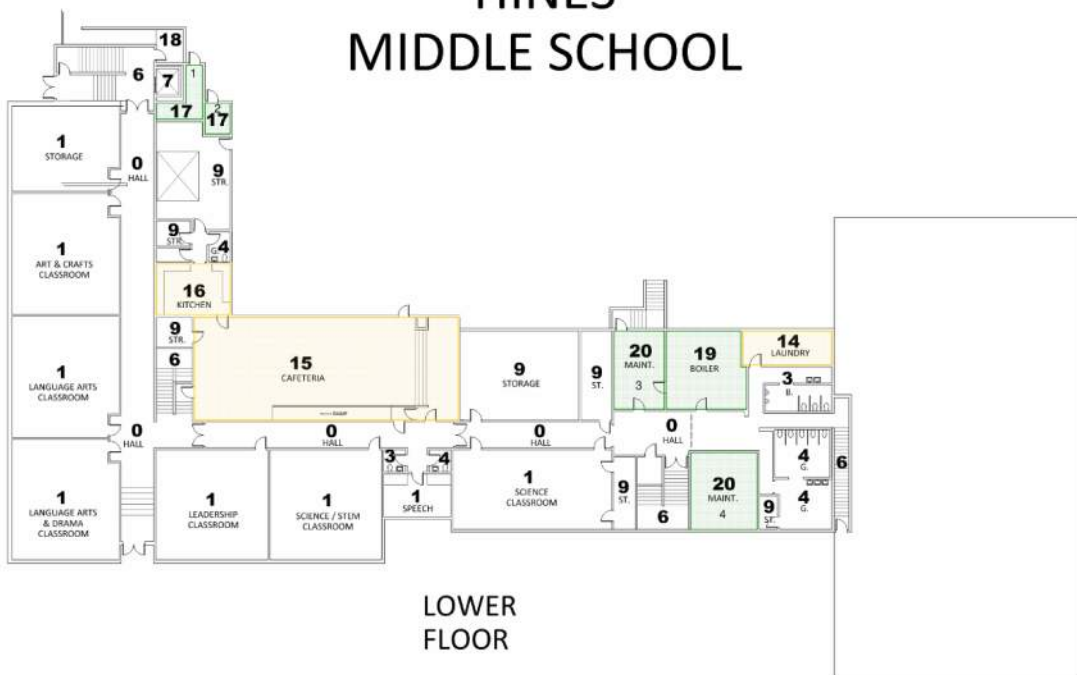 HINES
MIDDLE SCHOOL
18
6
7
1
17
2
17
1
STORAGE
0
HALL
9
STR.
9
STR.
4
G.
1
ART & CRAFTS
CLASSROOM
16
KITCHEN
9
STR.
6
15
CAFETERIA
1
LANGUAGE ARTS
CLASSROOM
9
STORAGE
9
ST.
20
MAINT.
3
19
BOILER
14
LAUNDRY
3
B.
0
HALL
0
HALL
0
HALL
0
HALL
1
LANGUAGE ARTS
& DRAMA
CLASSROOM
1
LEADERSHIP
CLASSROOM
1
SCIENCE / STEM
CLASSROOM
3
4
1
SPEECH
1
SCIENCE
CLASSROOM
9
ST.
6
20
MAINT.
4
4
G.
4
G.
9
ST.
6
LOWER
FLOOR